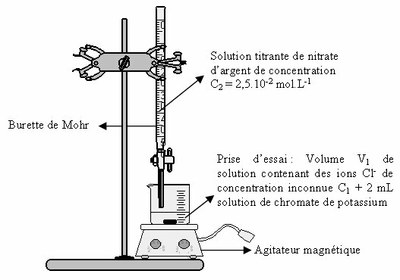 Solution titrante de nitrate
d'argent de concentration
C₂ = 2,5.10⁻² mol.L⁻¹
Burette de Mohr
Prise d'essai : Volume V₁ de
solution contenant des ions Cl⁻ de
concentration inconnue C₁ + 2 mL
solution de chromate de potassium
Agitateur magnétique